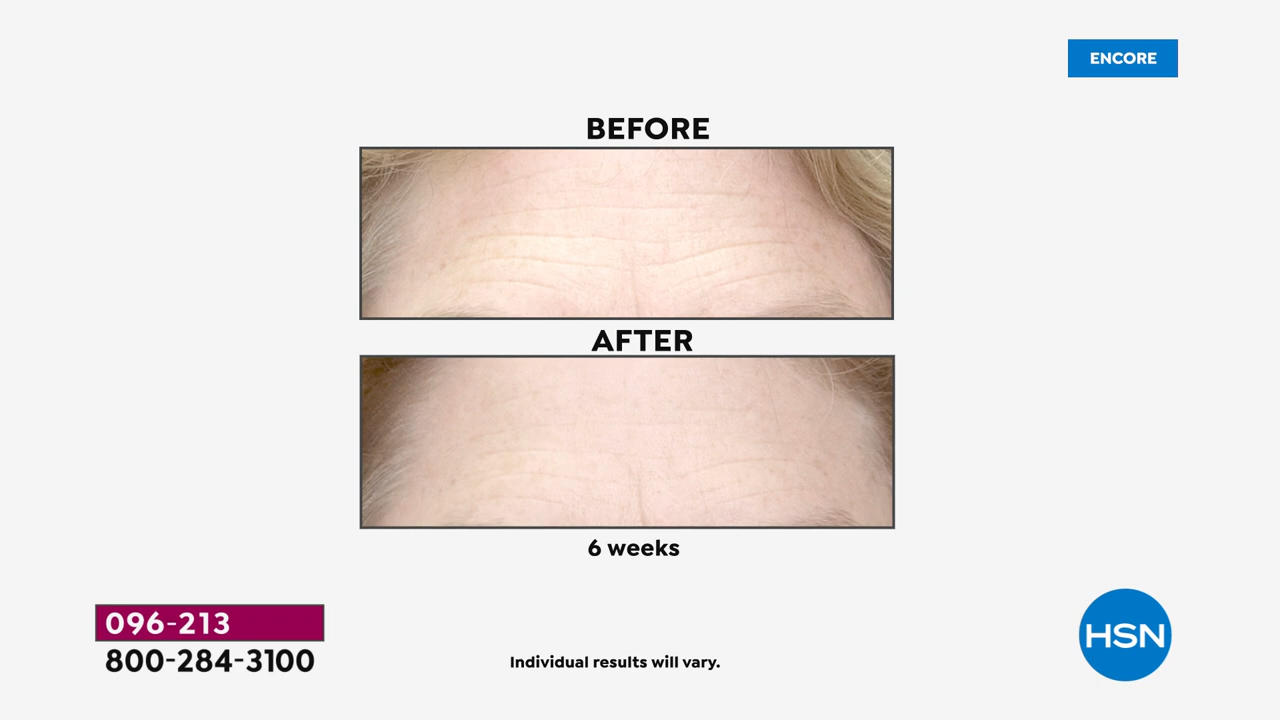 ENCORE
BEFORE
AFTER
6 weeks
096-213
800-284-3100
Individual results will vary.
HSN